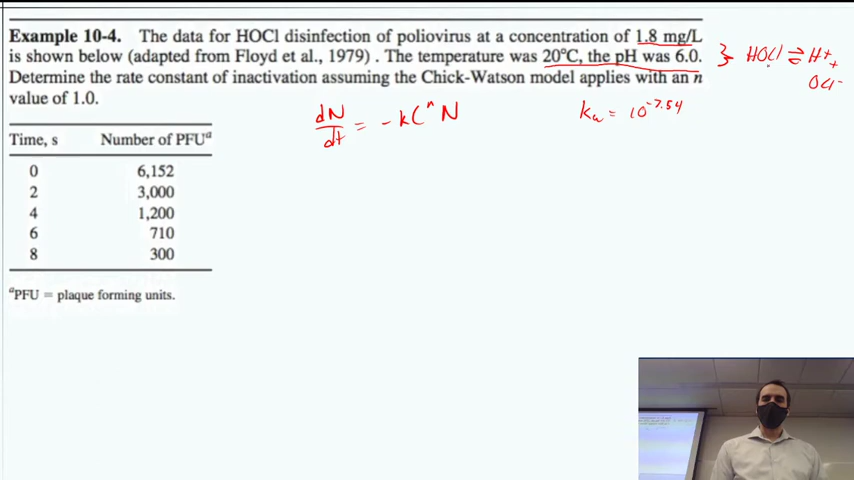 Example 10-4. The data for HOCl disinfection of poliovirus at a concentration of 1.8 mg/L
is shown below (adapted from Floyd et al., 1979) . The temperature was 20°C, the pH was 6.0.
Determine the rate constant of inactivation assuming the Chick-Watson model applies with an n
value of 1.0.
} HOCl ⇌ H+ +
OCl-
dN/dt = -kCⁿ N
ka = 10^-7.54
Time, s Number of PFUᵃ
0 6,152
2 3,000
4 1,200
6 710
8 300
ᵃPFU = plaque forming units.